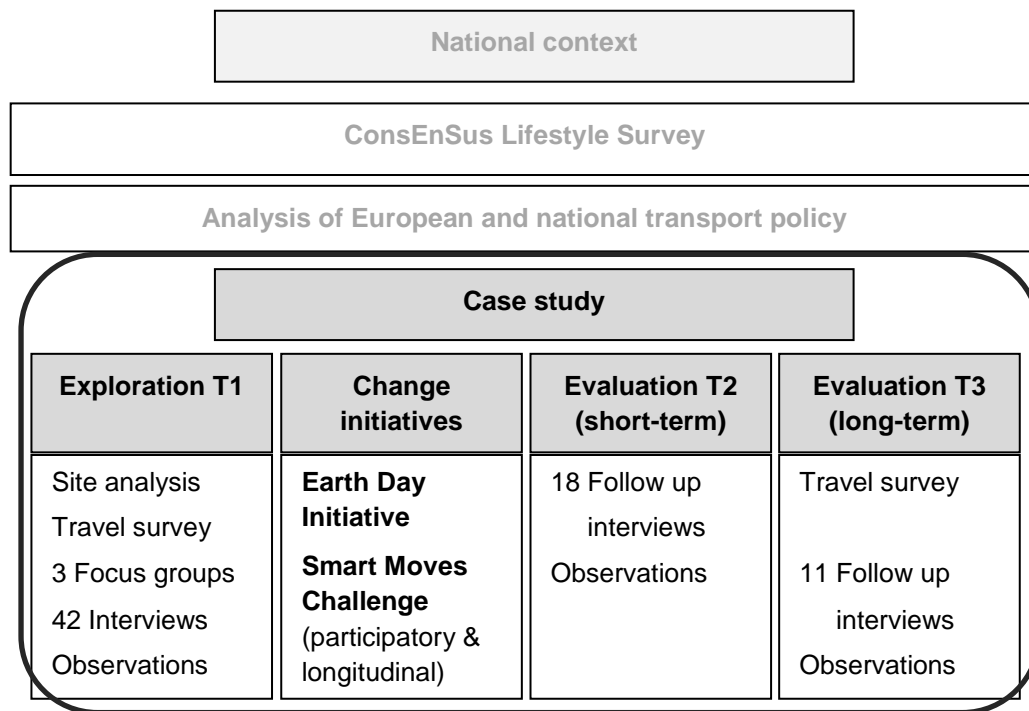 National context
ConsEnSus Lifestyle Survey
Analysis of European and national transport policy
Case study
Exploration T1
Site analysis
Travel survey
3 Focus groups
42 Interviews
Observations
Change
initiatives
Earth Day
Initiative
Smart Moves
Challenge
(participatory &
longitudinal)
Evaluation T2
(short-term)
18 Follow up
interviews
Observations
Evaluation T3
(long-term)
Travel survey
11 Follow up
interviews
Observations